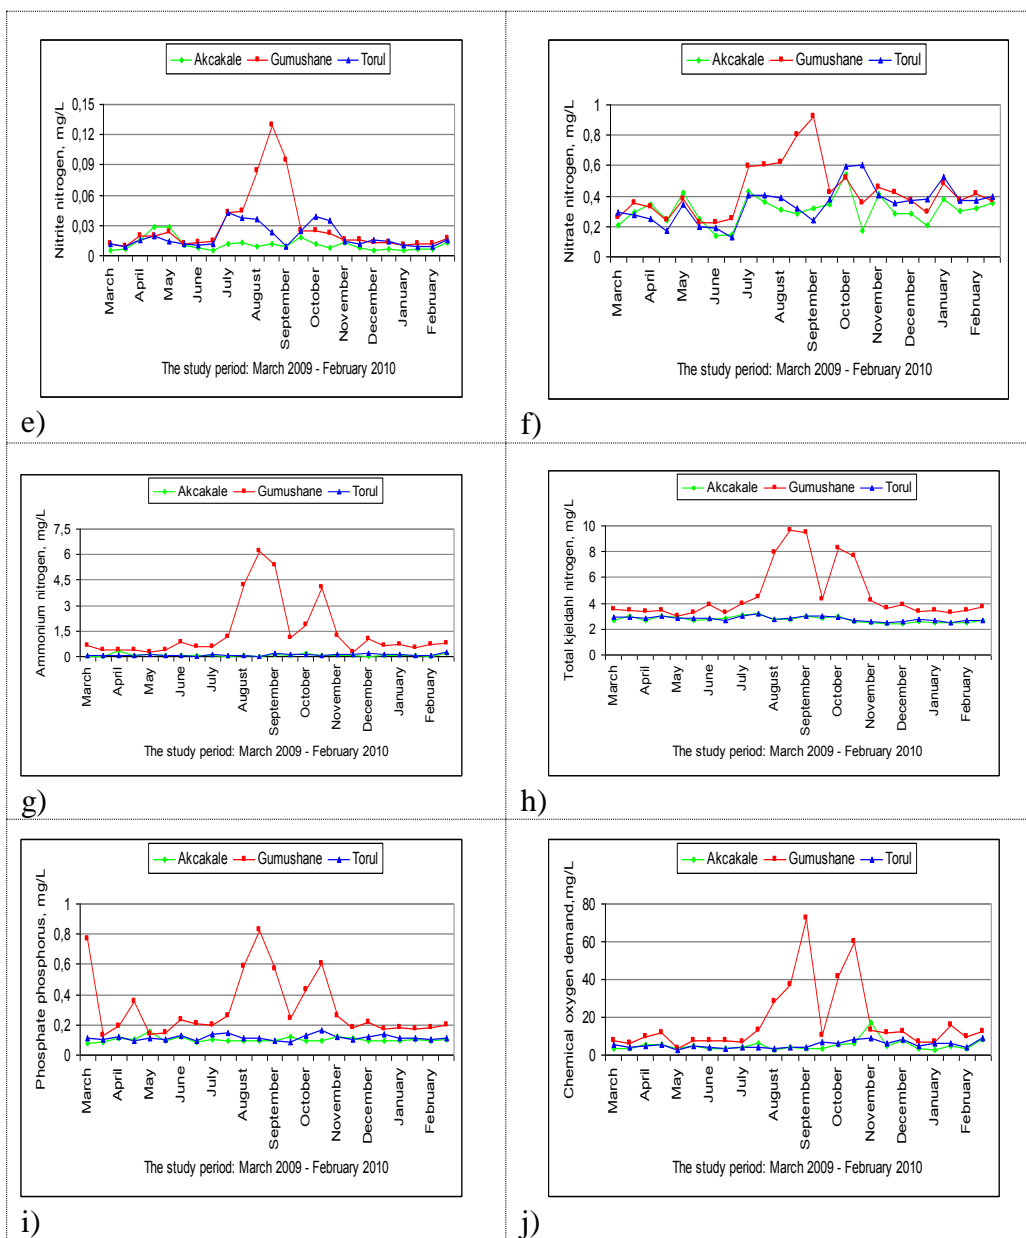 Akcakale Gumushane Torul
Nitrite nitrogen, mg/L
0,15
0,12
0,09
0,06
0,03
0
March
April
May
June
July
August
September
October
November
December
January
February
The study period: March 2009 - February 2010
e)
Akcakale Gumushane Torul
Nitrate nitrogen, mg/L
1
0,8
0,6
0,4
0,2
0
March
April
May
June
July
August
September
October
November
December
January
February
The study period: March 2009 - February 2010
f)
Akcakale Gumushane Torul
Ammonium nitrogen, mg/L
7,5
6
4,5
3
1,5
0
March
April
May
June
July
August
September
October
November
December
January
February
The study period: March 2009 - February 2010
g)
Akcakale Gumushane Torul
Total kjeldahl nitrogen, mg/L
10
8
6
4
2
0
March
April
May
June
July
August
September
October
November
December
January
February
The study period: March 2009 - February 2010
h)
Akcakale Gumushane Torul
Phosphate phosphorus, mg/L
1
0,8
0,6
0,4
0,2
0
March
April
May
June
July
August
September
October
November
December
January
February
The study period: March 2009 - February 2010
i)
Akcakale Gumushane Torul
Chemical oxygen demand,mg/L
80
60
40
20
0
March
April
May
June
July
August
September
October
November
December
January
February
The study period: March 2009 - February 2010
j)